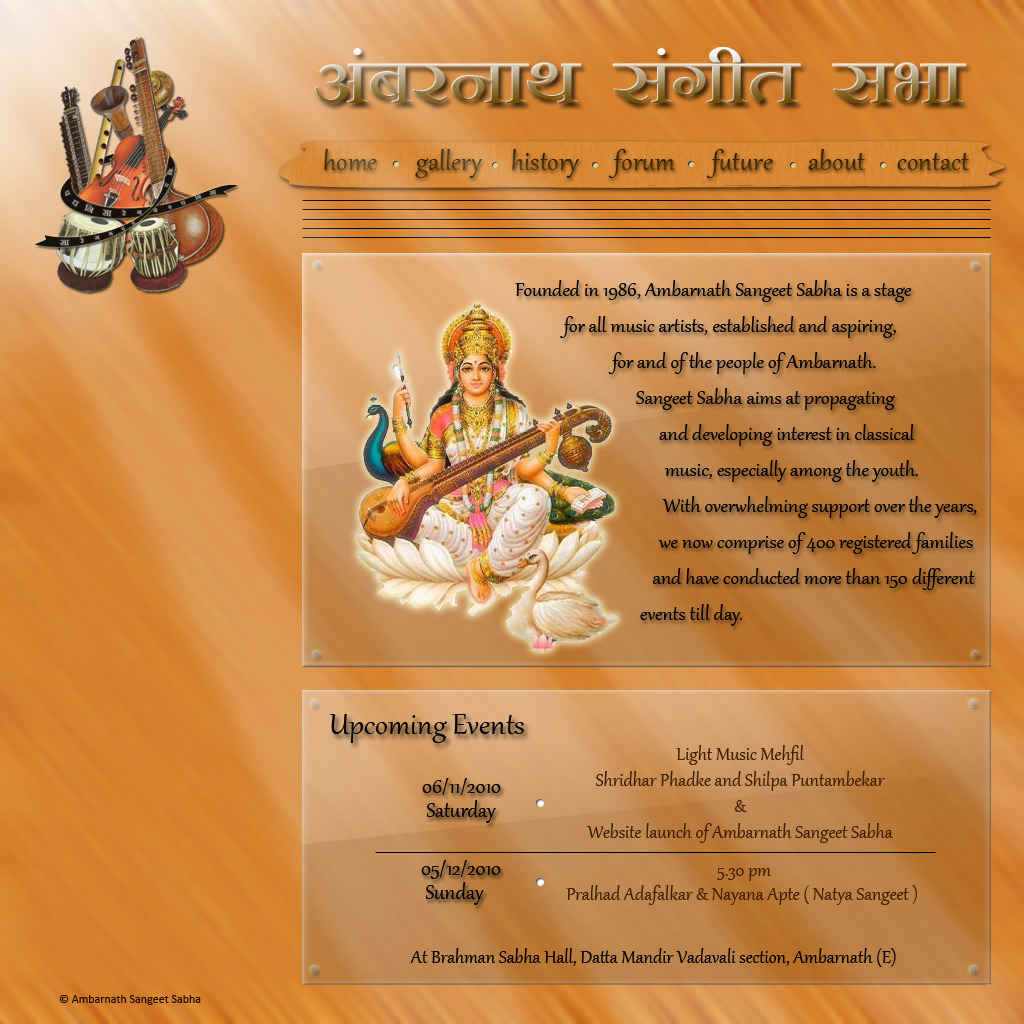 अंबरनाथ संगीत सभा
home • gallery • history • forum • future • about • contact
Founded in 1986, Ambarnath Sangeet Sabha is a stage
for all music artists, established and aspiring,
for and of the people of Ambarnath.
Sangeet Sabha aims at propagating
and developing interest in classical
music, especially among the youth.
With overwhelming support over the years,
we now comprise of 400 registered families
and have conducted more than 150 different
events till day.
Upcoming Events
06/11/2010
Saturday
Light Music Mehfil
Shridhar Phadke and Shilpa Puntambekar
&
Website launch of Ambarnath Sangeet Sabha
05/12/2010
Sunday
5.30 pm
Pralhad Adafalkar & Nayana Apte ( Natya Sangeet )
At Brahman Sabha Hall, Datta Mandir Vadavali section, Ambarnath (E)
© Ambarnath Sangeet Sabha